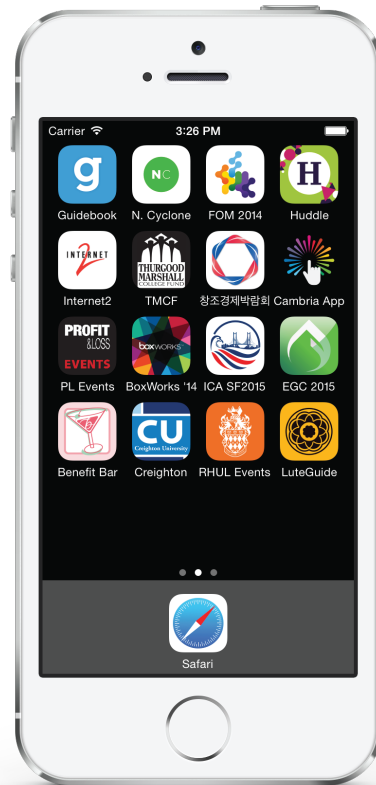 Carrier 3:26 PM
g NC H
Guidebook N. Cyclone FOM 2014 Huddle
INTERNET 2
THURGOOD
MARSHALL
COLLEGE FUND
Internet2 TMCF 창조경제박람회 Cambria App
PROFIT
&LOSS
EVENTS
boxworks
PL Events BoxWorks '14 ICA SF2015 EGC 2015
b
CU
Creighton University
Benefit Bar Creighton RHUL Events LuteGuide
Safari